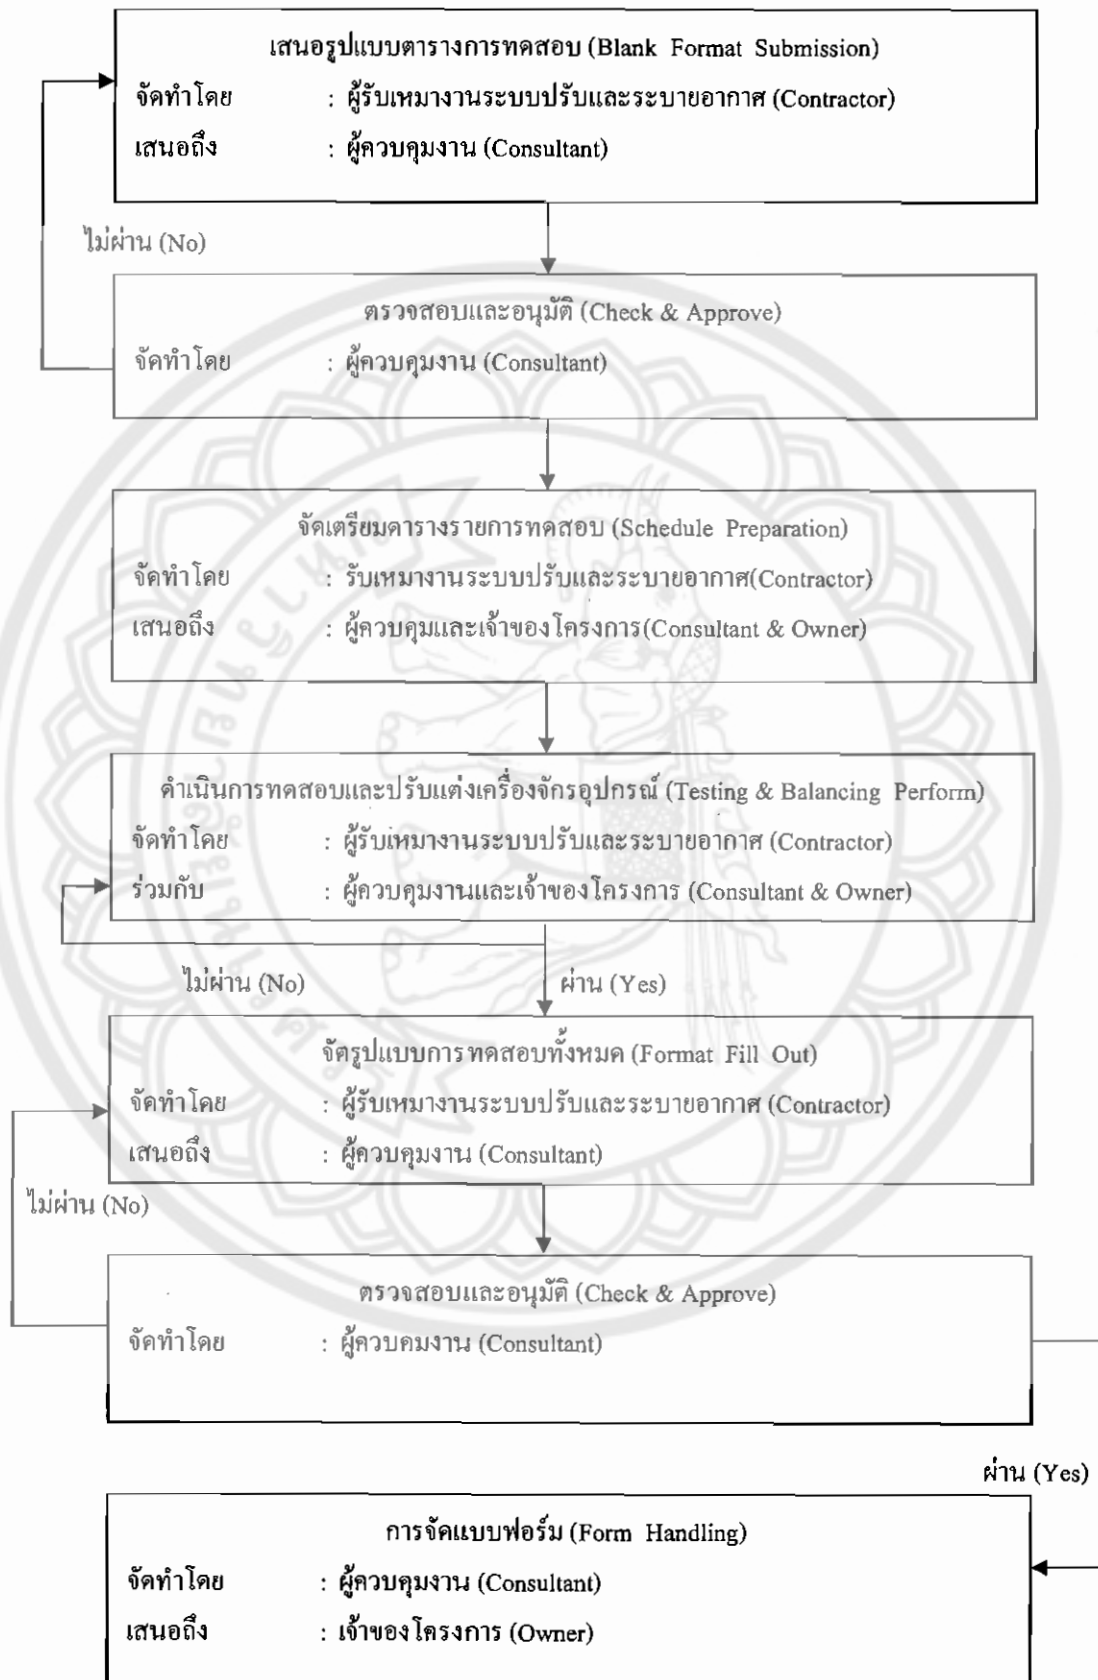 เสนอรูปแบบตารางการทดสอบ (Blank Format Submission)
จัดทำโดย : ผู้รับเหมางานระบบปรับและระบายอากาศ (Contractor)
เสนอถึง : ผู้ควบคุมงาน (Consultant)
ไม่ผ่าน (No)
ตรวจสอบและอนุมัติ (Check & Approve)
จัดทำโดย : ผู้ควบคุมงาน (Consultant)
จัดเตรียมตารางรายการทดสอบ (Schedule Preparation)
จัดทำโดย : รับเหมางานระบบปรับและระบายอากาศ(Contractor)
เสนอถึง : ผู้ควบคุมและเจ้าของโครงการ(Consultant & Owner)
ดำเนินการทดสอบและปรับแต่งเครื่องจักรอุปกรณ์ (Testing & Balancing Perform)
จัดทำโดย : ผู้รับเหมางานระบบปรับและระบายอากาศ (Contractor)
ร่วมกับ : ผู้ควบคุมงานและเจ้าของโครงการ (Consultant & Owner)
ไม่ผ่าน (No) ผ่าน (Yes)
จัดรูปแบบการทดสอบทั้งหมด (Format Fill Out)
จัดทำโดย : ผู้รับเหมางานระบบปรับและระบายอากาศ (Contractor)
เสนอถึง : ผู้ควบคุมงาน (Consultant)
ไม่ผ่าน (No)
ตรวจสอบและอนุมัติ (Check & Approve)
จัดทำโดย : ผู้ควบคมงาน (Consultant)
ผ่าน (Yes)
การจัดแบบฟอร์ม (Form Handling)
จัดทำโดย : ผู้ควบคุมงาน (Consultant)
เสนอถึง : เจ้าของโครงการ (Owner)
มหาวิทยาลัยนเรศวร